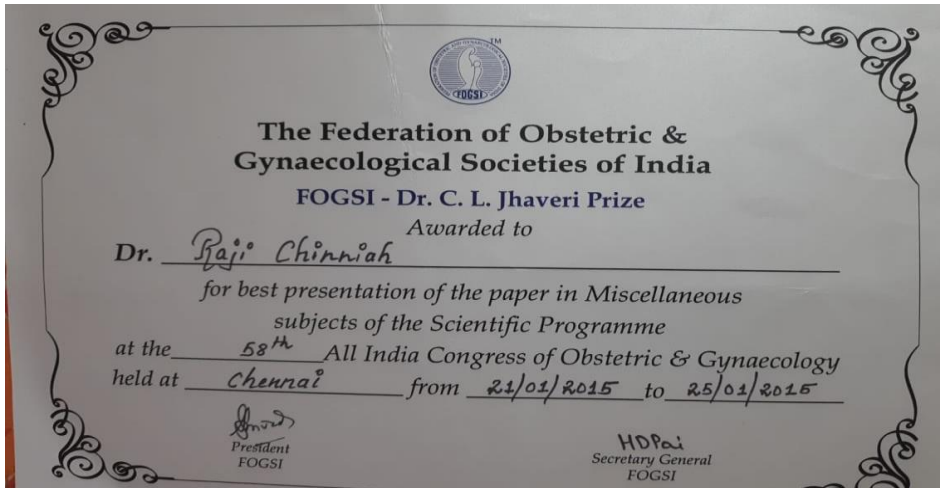 TM
FOGSI
The Federation of Obstetric &
Gynaecological Societies of India
FOGSI - Dr. C. L. Jhaveri Prize
Awarded to
Dr. Raji Chinniah
for best presentation of the paper in Miscellaneous
subjects of the Scientific Programme
at the 58th All India Congress of Obstetric & Gynaecology
held at Chennai from 21/01/2015 to 25/01/2015
President
FOGSI
HDPai
Secretary General
FOGSI